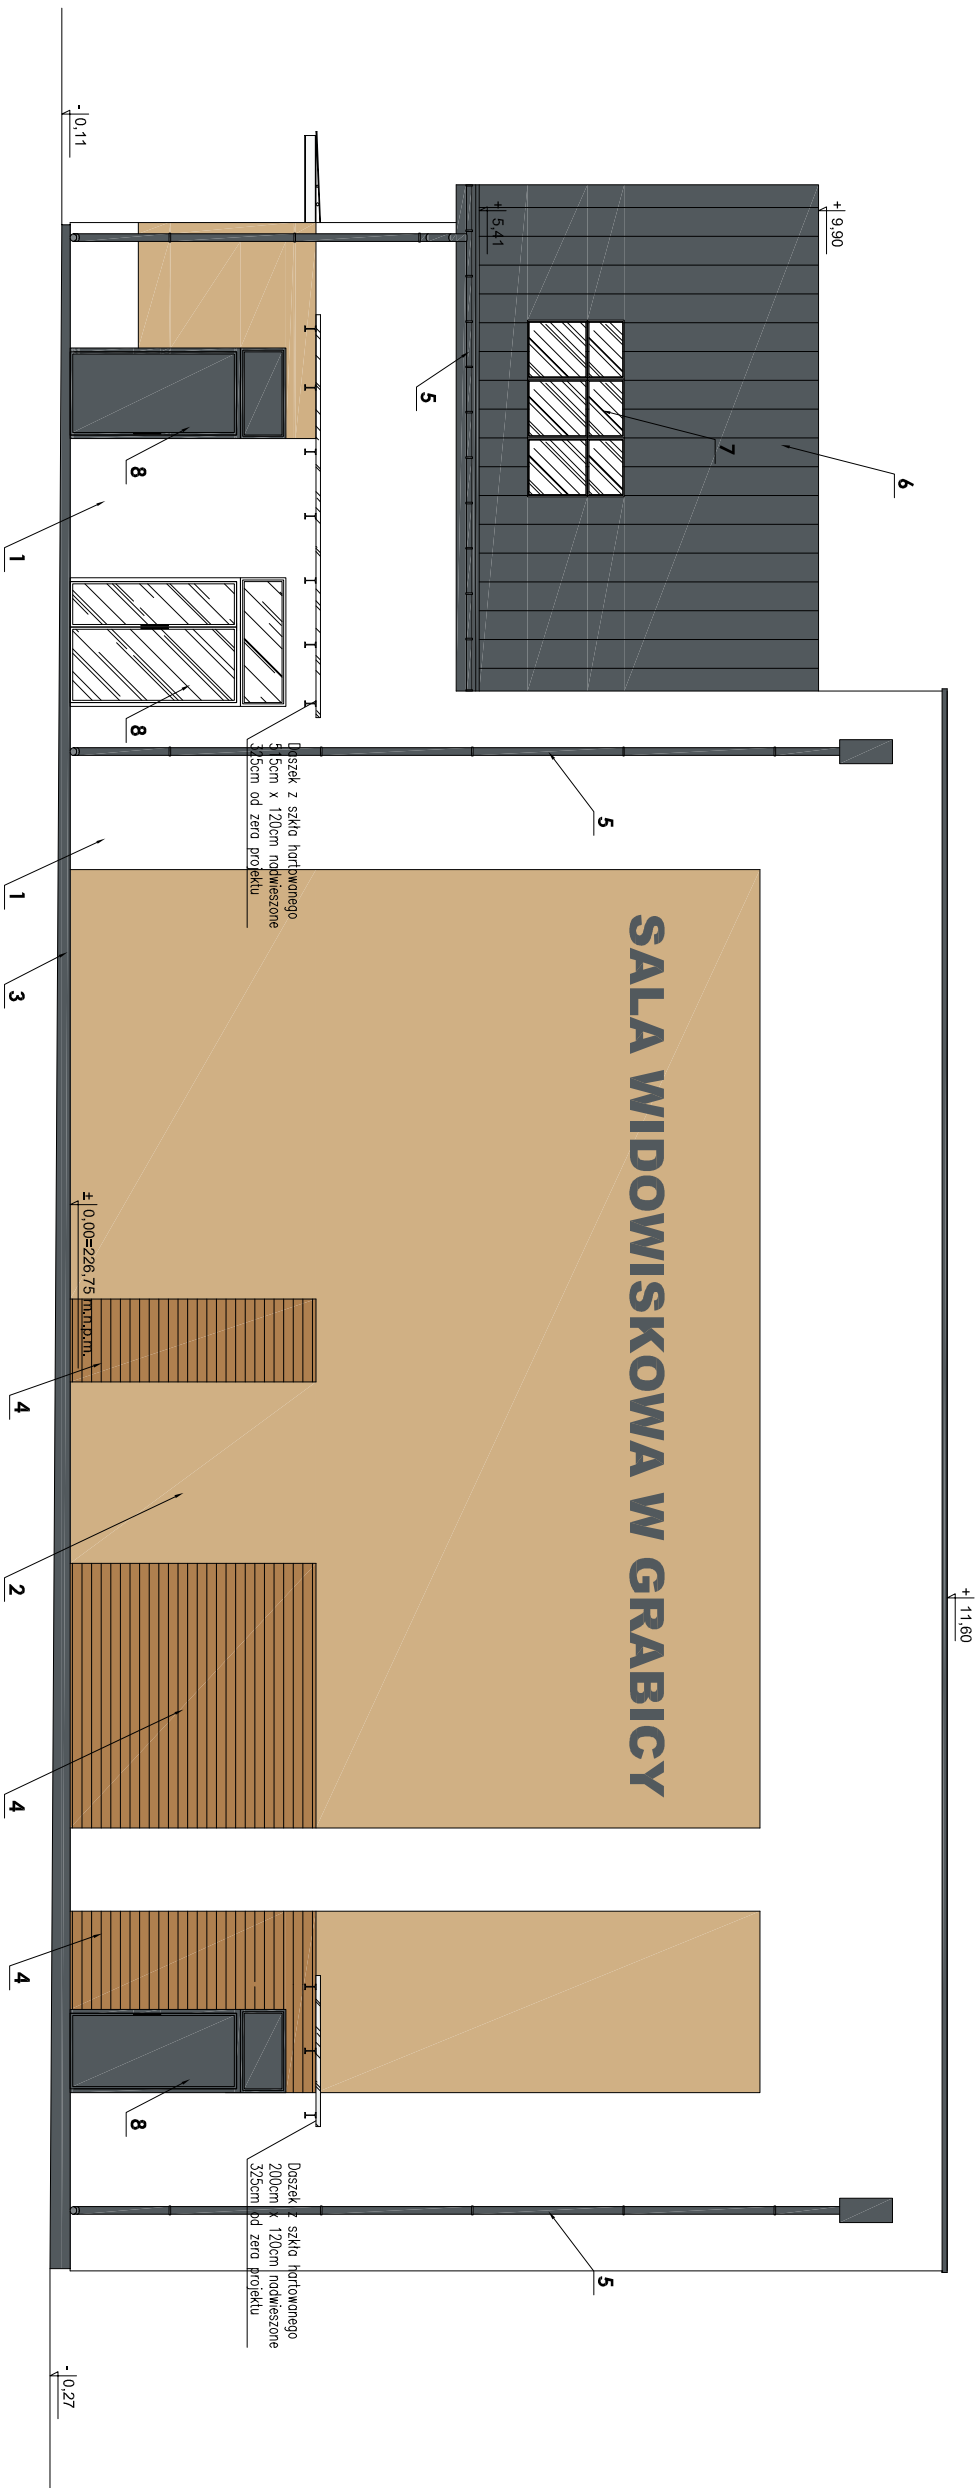 + 11,60
+ 9,90
6
7
+ 5,41
5
5
5
SALA WIDOWISKOWA W GRABICY
Daszek z szkła hartowanego
515cm x 120cm nadwieszone
325cm od zera projektu
Daszek z szkła hartowanego
200cm x 120cm nadwieszone
325cm od zera projektu
8
8
8
± 0,00=226,75 m.n.p.m.
- 0,11
- 0,27
1
1
3
4
2
4
4